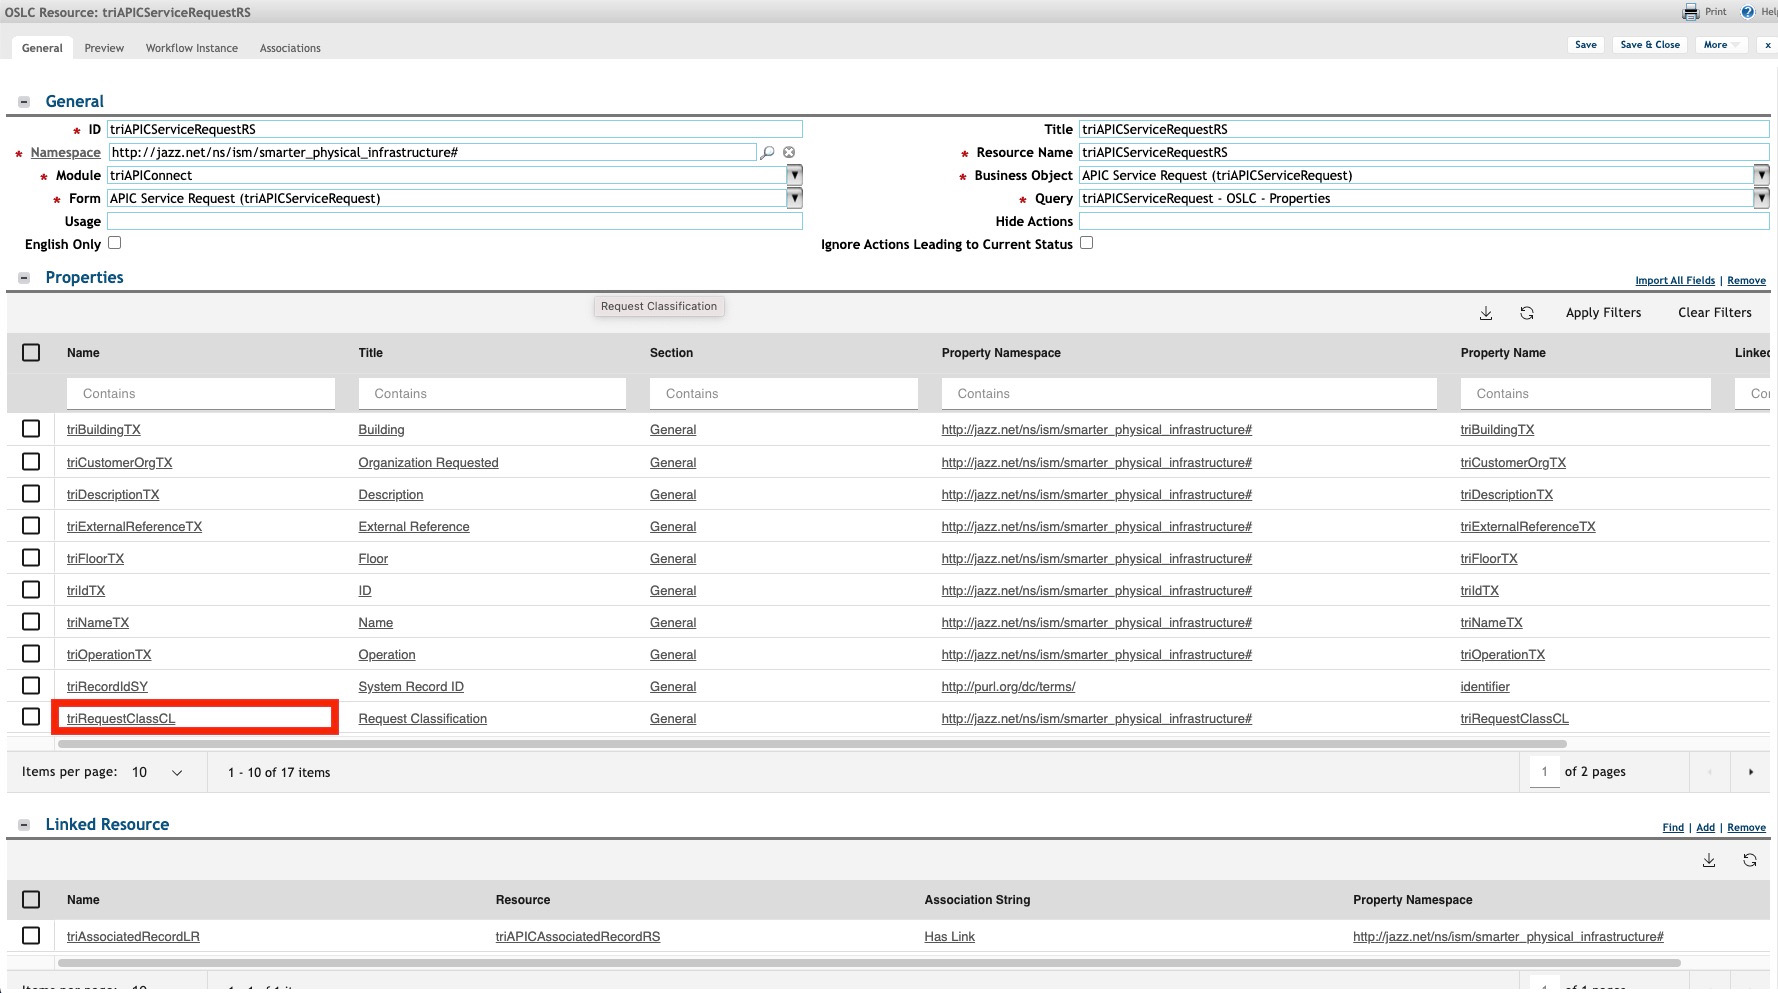 OSLC Resource: triAPICServiceRequestRS
Print
General Preview Workflow Instance Associations
Save Save & Close More x
General
* ID triAPICServiceRequestRS
Title triAPICServiceRequestRS
* Namespace http://jazz.net/ns/ism/smarter_physical_infrastructure#
* Resource Name triAPICServiceRequestRS
* Module triAPIConnect
* Business Object APIC Service Request (triAPICServiceRequest)
* Form APIC Service Request (triAPICServiceRequest)
* Query triAPICServiceRequest - OSLC - Properties
Usage
Hide Actions
English Only
Ignore Actions Leading to Current Status
Properties
Import All Fields | Remove
Request Classification
Apply Filters Clear Filters
Name Title Section Property Namespace Property Name
Contains Contains Contains Contains Contains
triBuildingTX Building General http://jazz.net/ns/ism/smarter_physical_infrastructure# triBuildingTX
triCustomerOrgTX Organization Requested General http://jazz.net/ns/ism/smarter_physical_infrastructure# triCustomerOrgTX
triDescriptionTX Description General http://jazz.net/ns/ism/smarter_physical_infrastructure# triDescriptionTX
triExternalReferenceTX External Reference General http://jazz.net/ns/ism/smarter_physical_infrastructure# triExternalReferenceTX
triFloorTX Floor General http://jazz.net/ns/ism/smarter_physical_infrastructure# triFloorTX
triIdTX ID General http://jazz.net/ns/ism/smarter_physical_infrastructure# triIdTX
triNameTX Name General http://jazz.net/ns/ism/smarter_physical_infrastructure# triNameTX
triOperationTX Operation General http://jazz.net/ns/ism/smarter_physical_infrastructure# triOperationTX
triRecordIdSY System Record ID General http://purl.org/dc/terms/ identifier
triRequestClassCL Request Classification General http://jazz.net/ns/ism/smarter_physical_infrastructure# triRequestClassCL
Items per page: 10 1 - 10 of 17 items 1 of 2 pages
Linked Resource
Find | Add | Remove
Name Resource Association String Property Namespace
triAssociatedRecordLR triAPICAssociatedRecordRS Has Link http://jazz.net/ns/ism/smarter_physical_infrastructure#